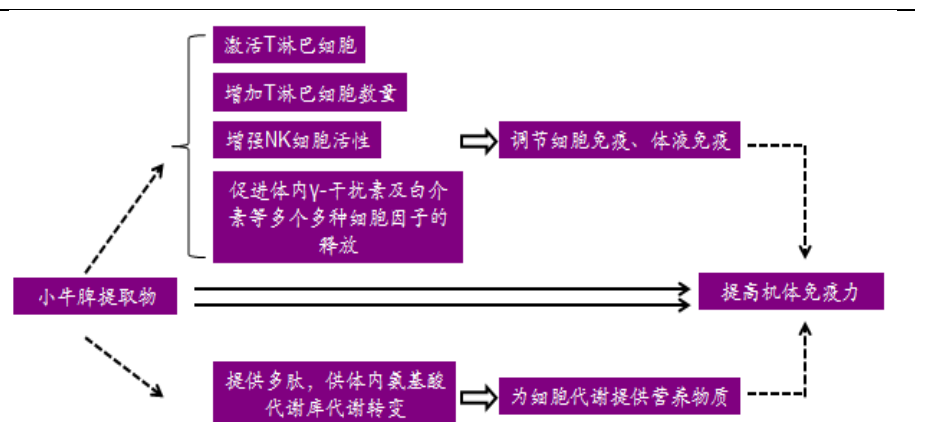 激活T淋巴细胞
增加T淋巴细胞数量
增强NK细胞活性
调节细胞免疫、体液免疫
促进体内γ-干扰素及白介
素等多个多种细胞因子的
释放
小牛脾提取物
提高机体免疫力
提供多肽，供体内氨基酸
代谢库代谢转变
为细胞代谢提供营养物质